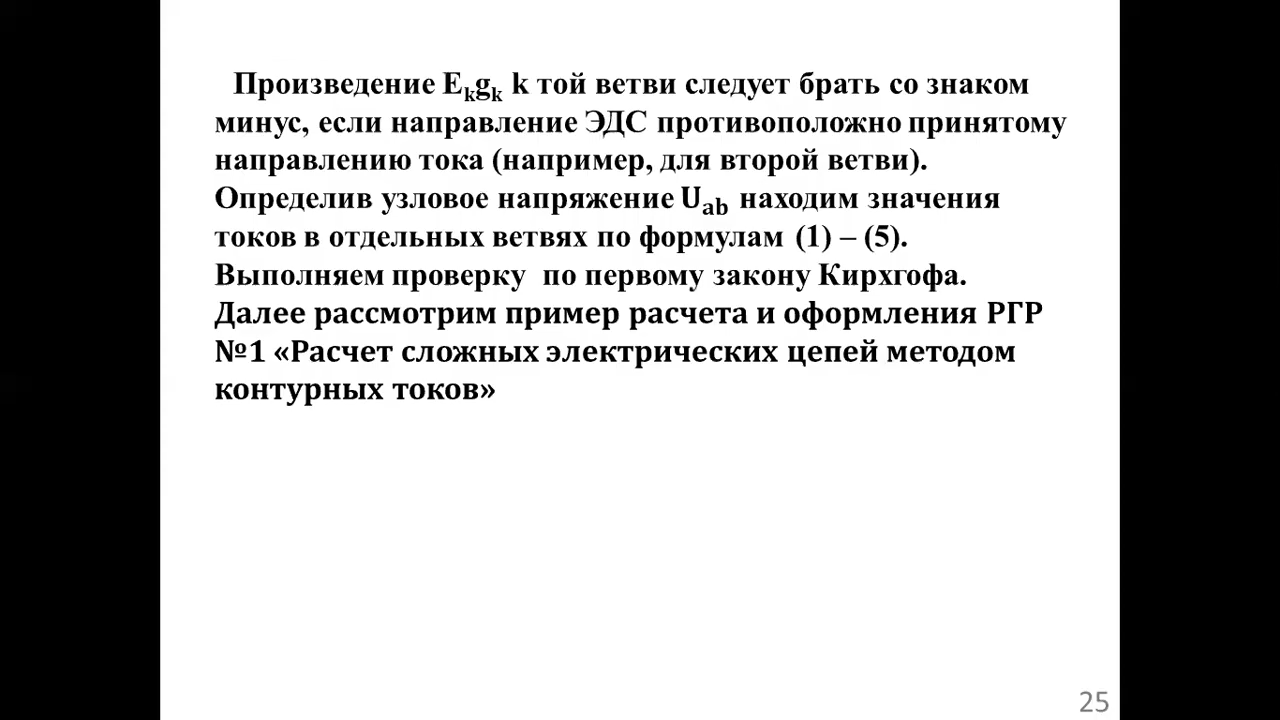 Произведение Eₖgₖ k той ветви следует брать со знаком
минус, если направление ЭДС противоположно принятому
направлению тока (например, для второй ветви).
Определив узловое напряжение Uab находим значения
токов в отдельных ветвях по формулам (1) – (5).
Выполняем проверку по первому закону Кирхгофа.
Далее рассмотрим пример расчета и оформления РГР
№1 «Расчет сложных электрических цепей методом
контурных токов»
25